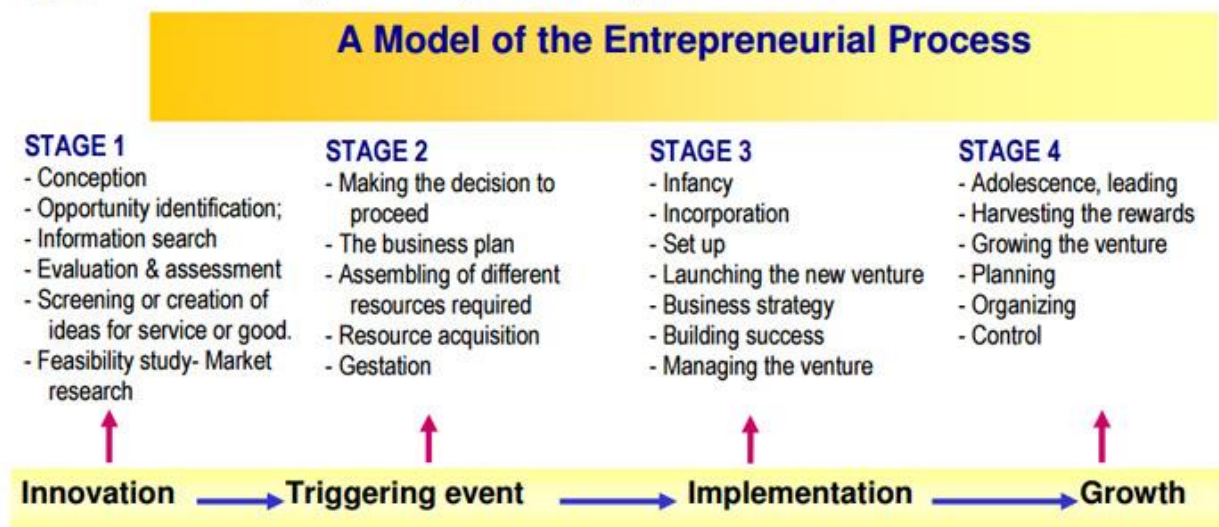 A Model of the Entrepreneurial Process
STAGE 1
- Conception
- Opportunity identification;
- Information search
- Evaluation & assessment
- Screening or creation of
ideas for service or good.
- Feasibility study- Market
research
STAGE 2
- Making the decision to
proceed
- The business plan
- Assembling of different
resources required
- Resource acquisition
- Gestation
STAGE 3
- Infancy
- Incorporation
- Set up
- Launching the new venture
- Business strategy
- Building success
- Managing the venture
STAGE 4
- Adolescence, leading
- Harvesting the rewards
- Growing the venture
- Planning
- Organizing
- Control
Innovation
Triggering event
Implementation
Growth